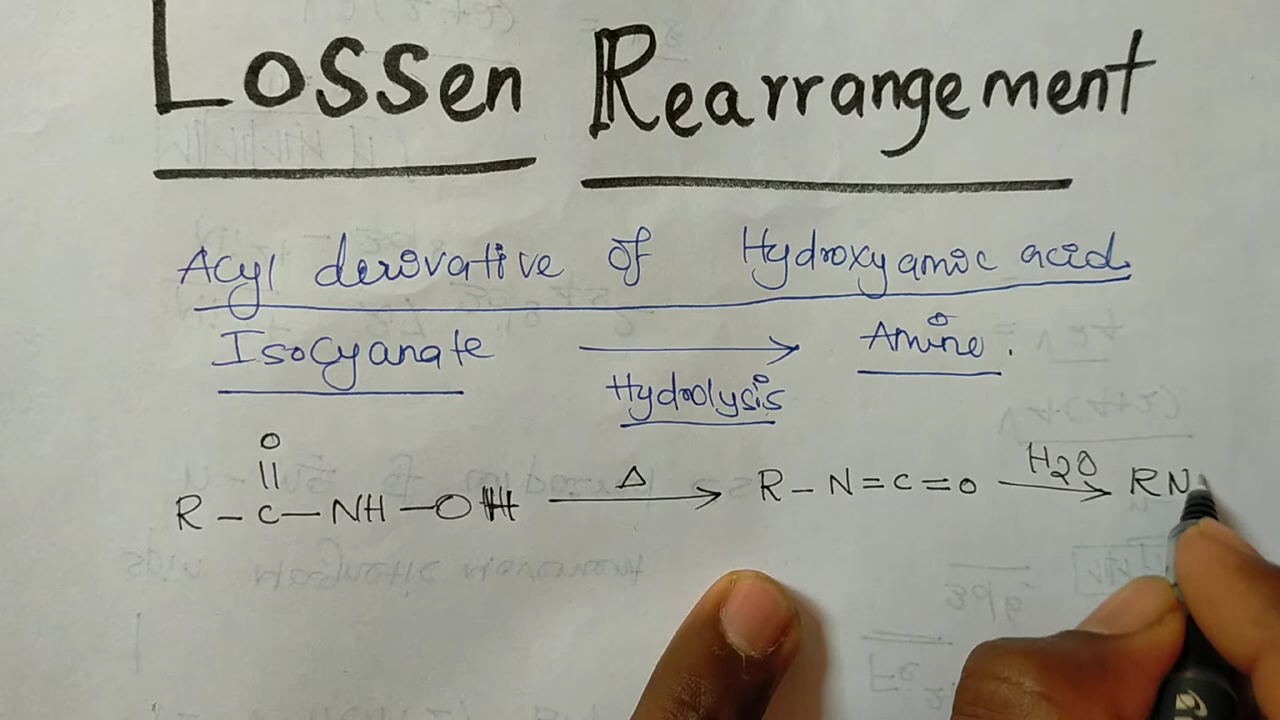 Lossen Rearrangement
Acyl derivative of Hydroxyamic acid
Isocyanate → Amine.
Hydrolysis
O
||
R – C – NH – OH →Δ R – N = C = O →H2O RN